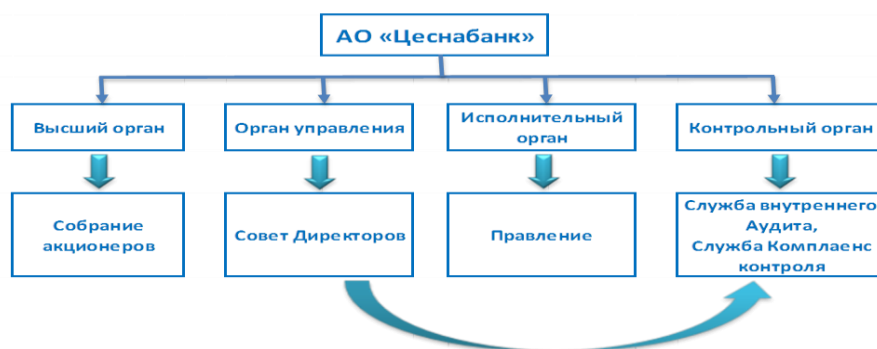 АО «Цеснабанк»
Высший орган
Орган управления
Исполнительный
орган
Контрольный орган
Собрание
акционеров
Совет Директоров
Правление
Служба внутреннего
Аудита,
Служба Комплаенс
контроля